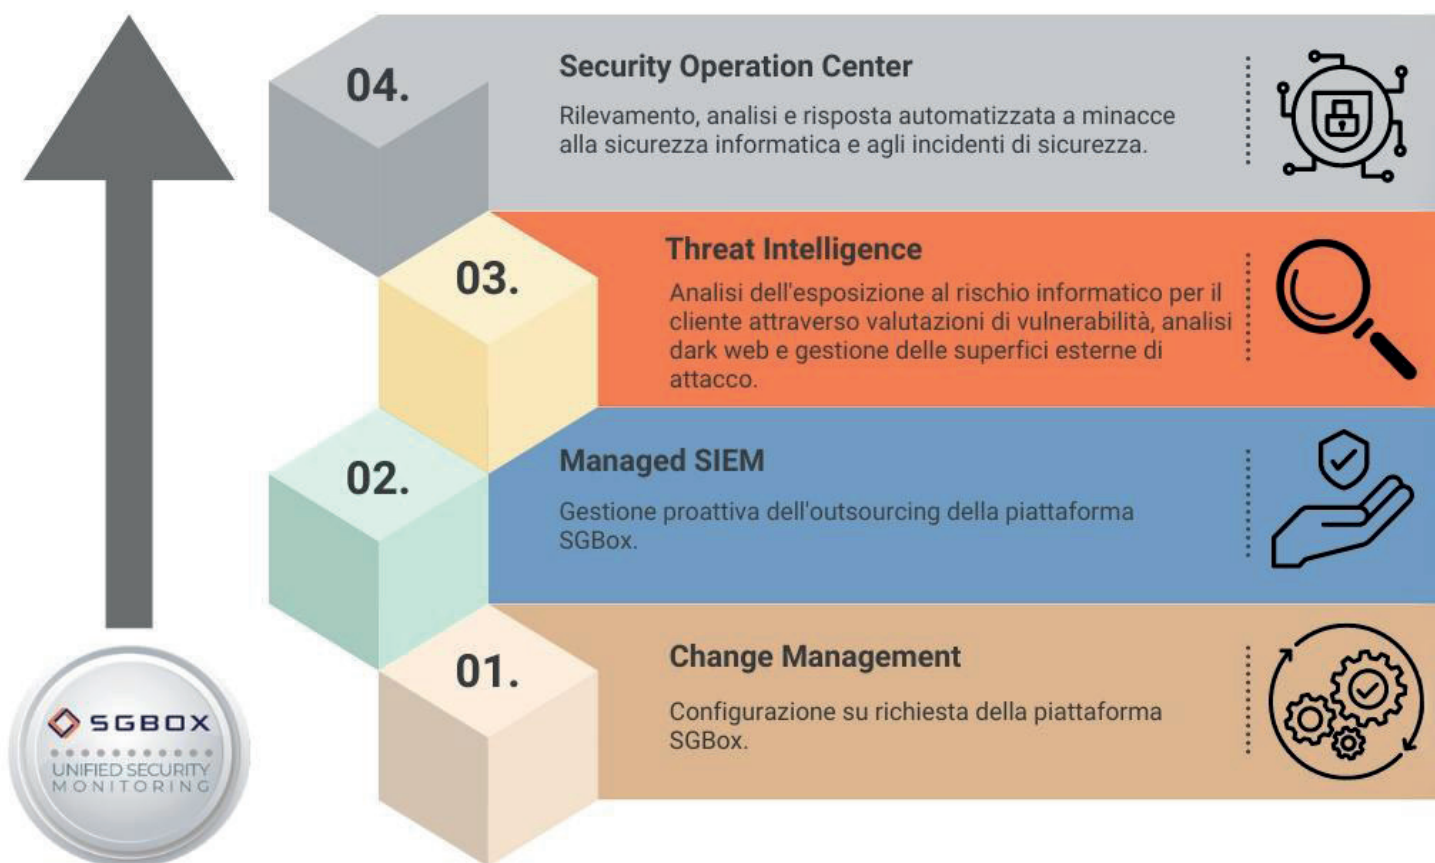 04.
Security Operation Center
Rilevamento, analisi e risposta automatizzata a minacce
alla sicurezza informatica e agli incidenti di sicurezza.
03.
Threat Intelligence
Analisi dell'esposizione al rischio informatico per il
cliente attraverso valutazioni di vulnerabilità, analisi
dark web e gestione delle superfici esterne di
attacco.
02.
Managed SIEM
Gestione proattiva dell'outsourcing della piattaforma
SGBox.
01.
Change Management
Configurazione su richiesta della piattaforma
SGBox.
SGBOX
UNIFIED SECURITY
MONITORING